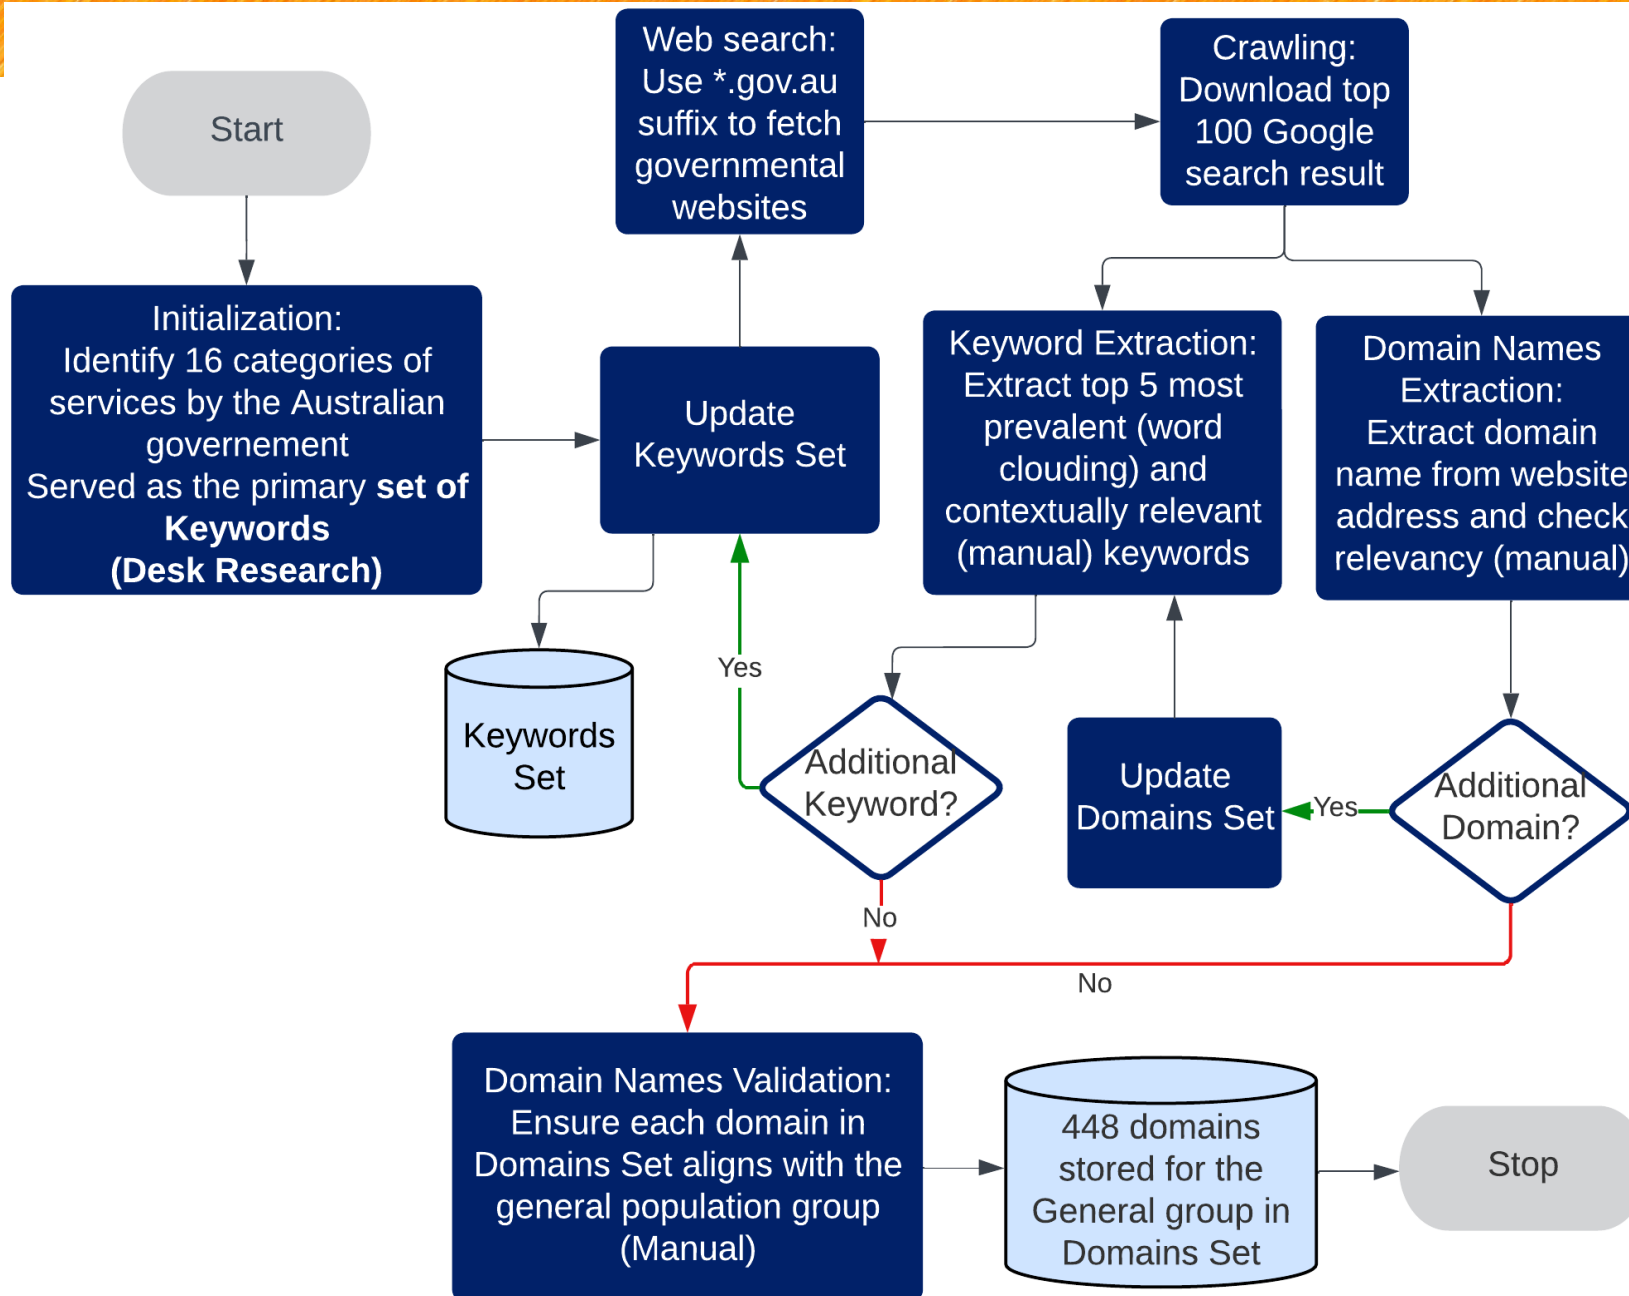 Start
Initialization:
Identify 16 categories of
services by the Australian
governement
Served as the primary set of
Keywords
(Desk Research)
Update
Keywords Set
Keywords
Set
Web search:
Use *.gov.au
suffix to fetch
governmental
websites
Crawling:
Download top
100 Google
search result
Keyword Extraction:
Extract top 5 most
prevalent (word
clouding) and
contextually relevant
(manual) keywords
Domain Names
Extraction:
Extract domain
name from website
address and check
relevancy (manual)
Additional
Keyword?
Yes
No
Additional
Domain?
Yes
Update
Domains Set
No
Domain Names Validation:
Ensure each domain in
Domains Set aligns with the
general population group
(Manual)
448 domains
stored for the
General group in
Domains Set
Stop